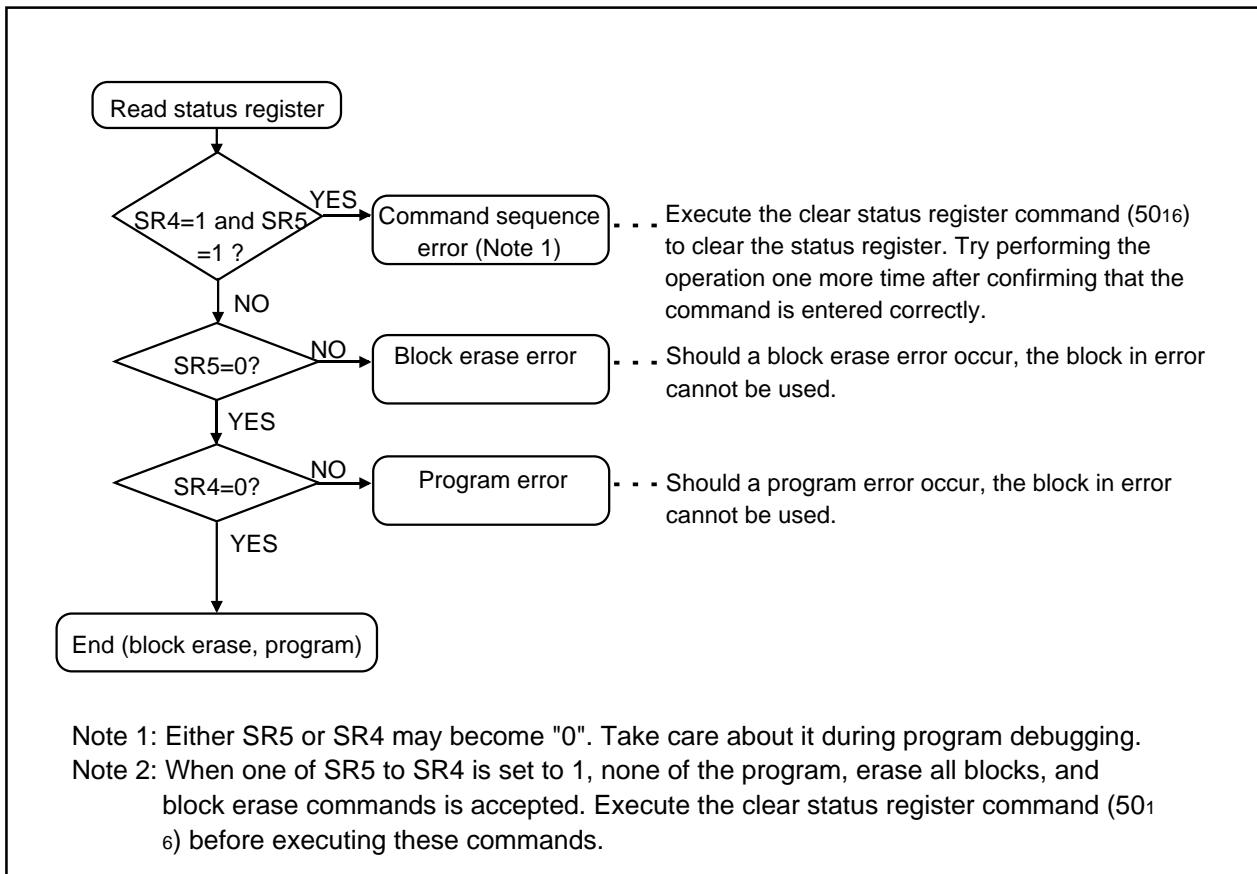 Read status register
SR4=1 and SR5
=1 ?
YES
Command sequence
error (Note 1)
Execute the clear status register command (5016)
to clear the status register. Try performing the
operation one more time after confirming that the
command is entered correctly.
NO
SR5=0?
NO
Block erase error
Should a block erase error occur, the block in error
cannot be used.
YES
SR4=0?
NO
Program error
Should a program error occur, the block in error
cannot be used.
YES
End (block erase, program)
Note 1: Either SR5 or SR4 may become "0". Take care about it during program debugging.
Note 2: When one of SR5 to SR4 is set to 1, none of the program, erase all blocks, and
block erase commands is accepted. Execute the clear status register command (501
6) before executing these commands.